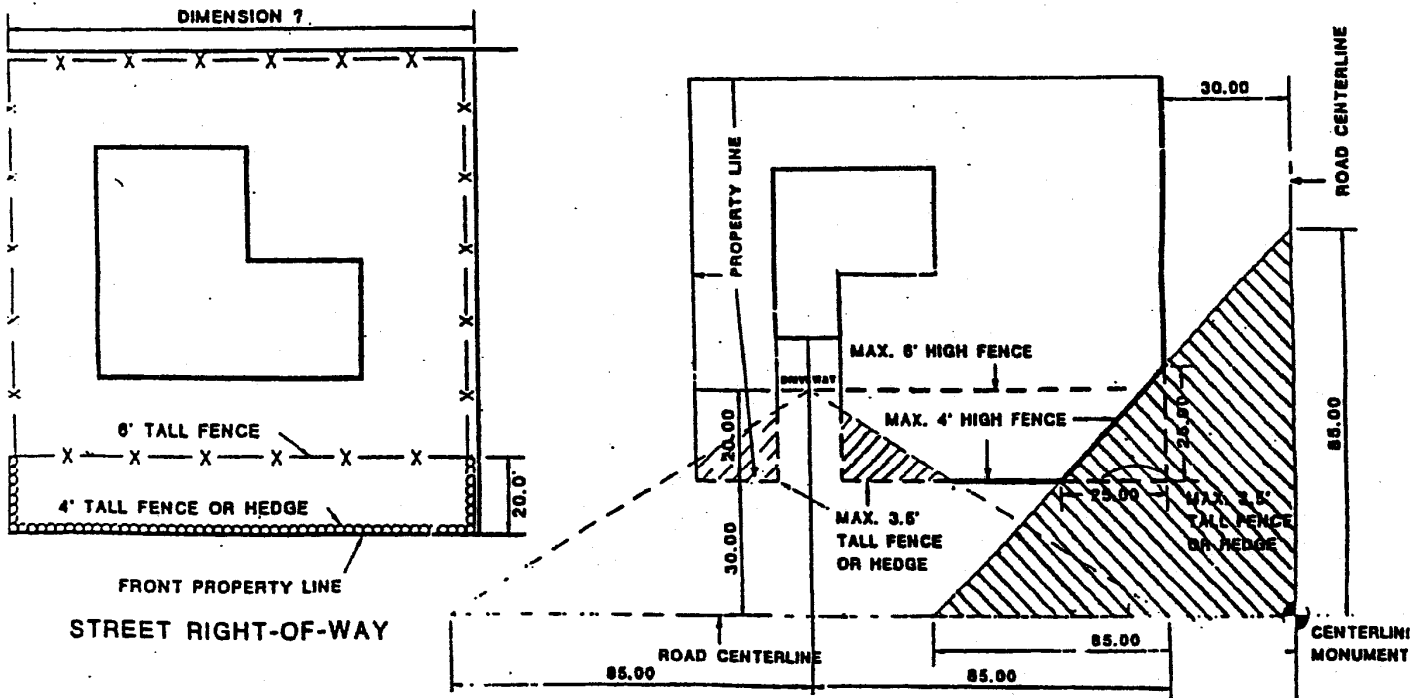 DIMENSION 7
6' TALL FENCE
20.0'
4' TALL FENCE OR HEDGE
FRONT PROPERTY LINE
STREET RIGHT-OF-WAY
30.00
ROAD CENTERLINE
PROPERTY LINE
MAX. 6' HIGH FENCE
DRIVEWAY
MAX. 4' HIGH FENCE
20.00
25.00
85.00
25.00
MAX. 3.5'
TALL FENCE
OR HEDGE
MAX. 3.5'
TALL FENCE
OR HEDGE
30.00
CENTERLINE
MONUMENT
ROAD CENTERLINE
85.00
85.00
85.00